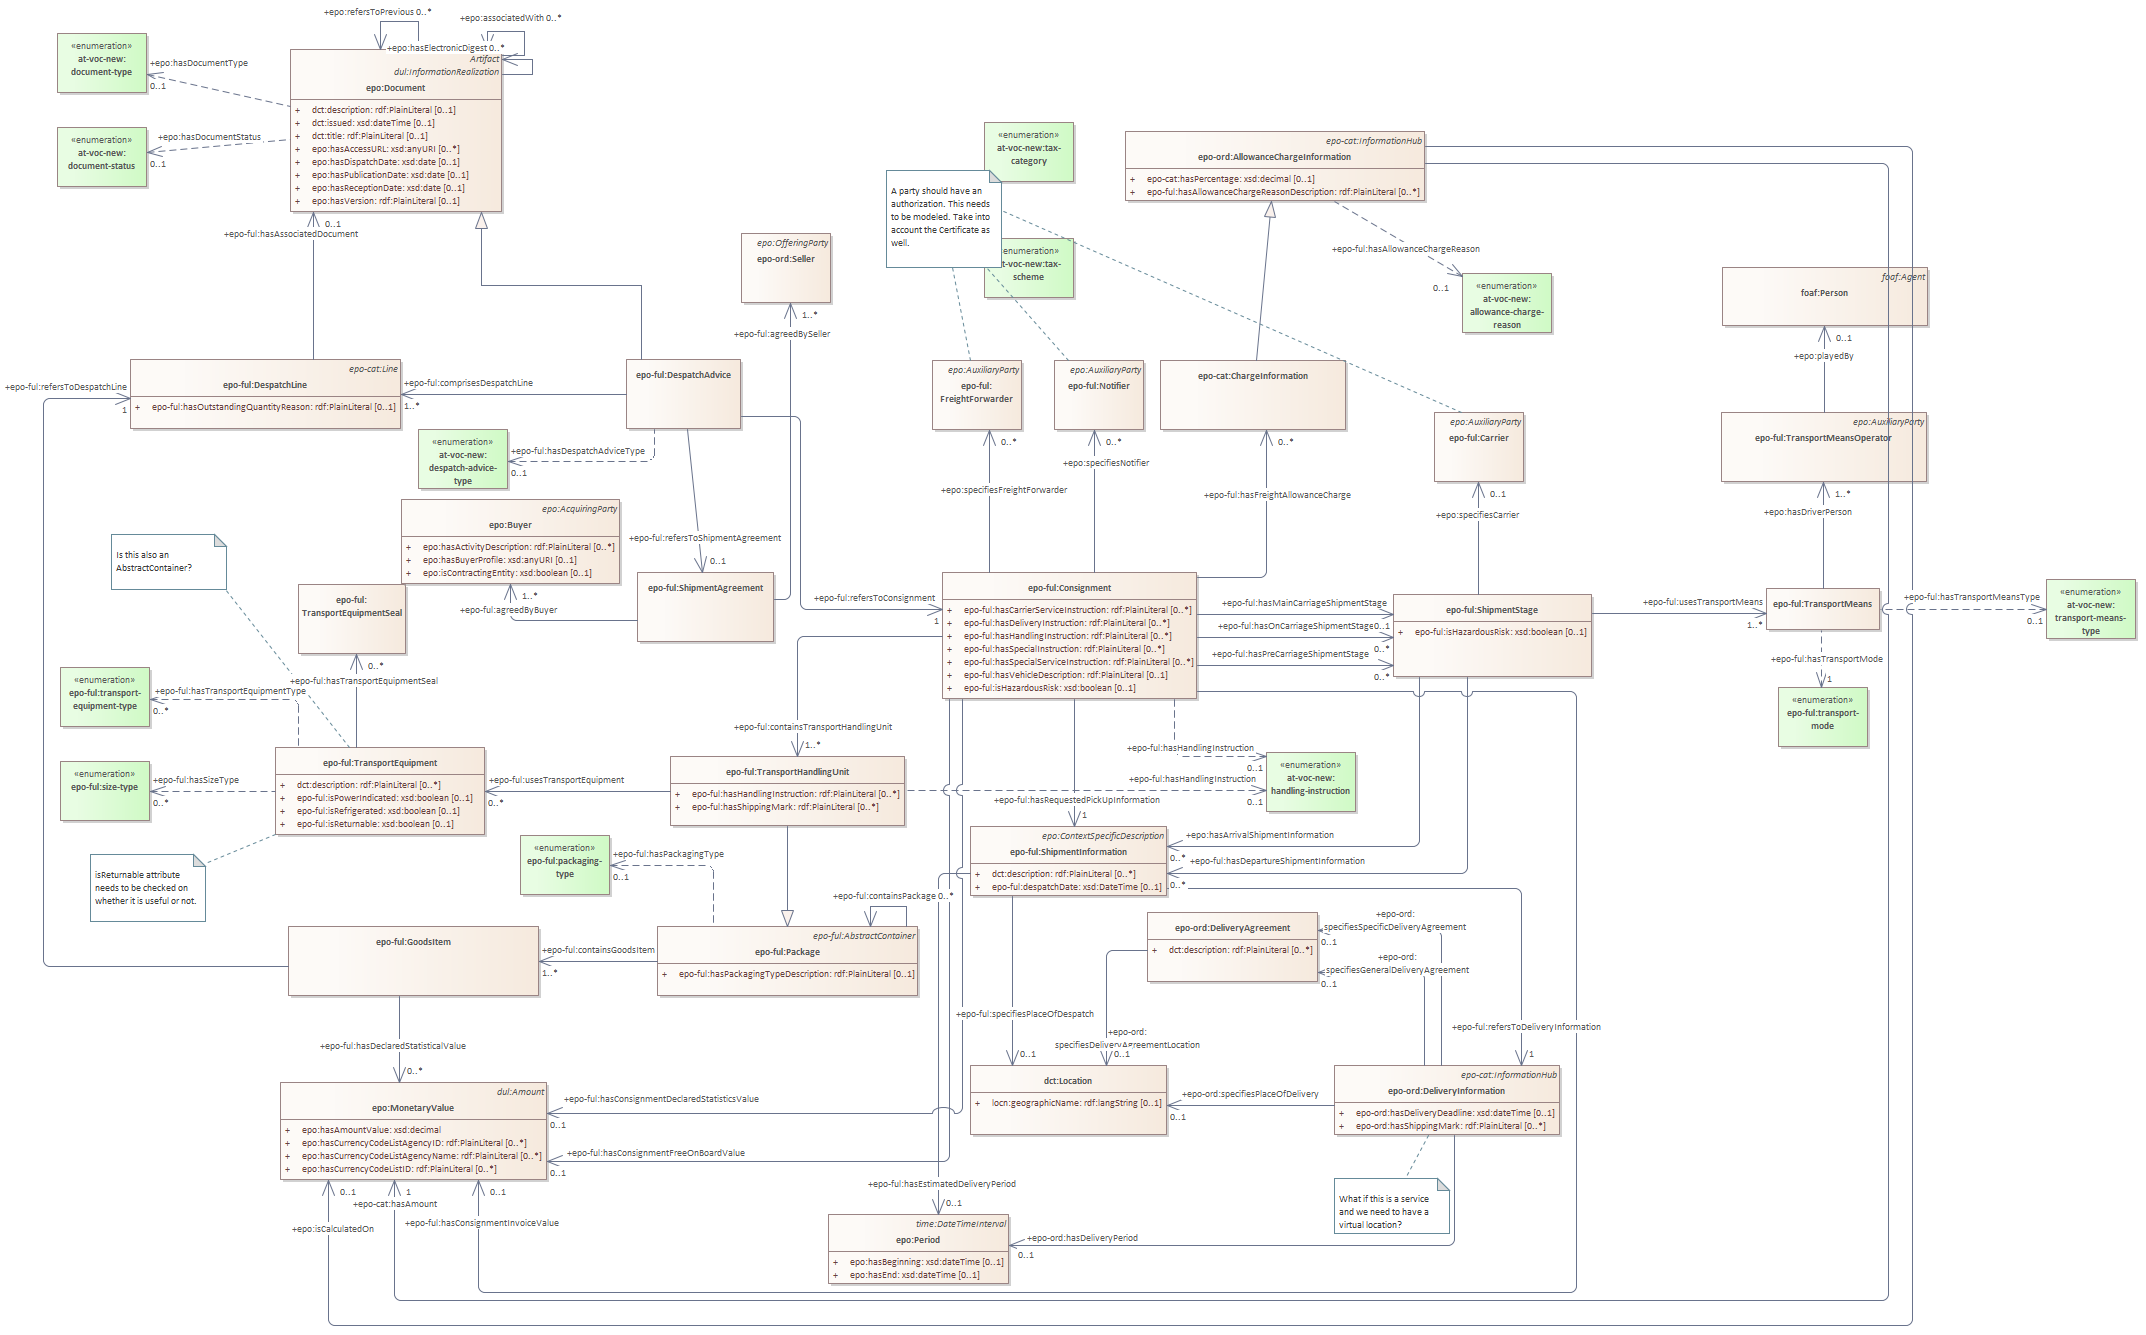 +epo:refersToPrevious 0..*
+epo:associatedWith 0..*
+epo:hasElectronicDigest 0..*
Artifact
dul:InformationRealization
epo:Document
+ dct:description: rdf:PlainLiteral [0..1]
+ dct:issued: xsd:dateTime [0..1]
+ dct:title: rdf:PlainLiteral [0..1]
+ epo:hasAccessURL: xsd:anyURI [0..*]
+ epo:hasDispatchDate: xsd:date [0..1]
+ epo:hasPublicationDate: xsd:date [0..1]
+ epo:hasReceptionDate: xsd:date [0..1]
+ epo:hasVersion: rdf:PlainLiteral [0..1]
«enumeration»
at-voc-new:
document-type
+epo:hasDocumentType
0..1
«enumeration»
at-voc-new:
document-status
+epo:hasDocumentStatus
0..1
0..1
+epo-ful:hasAssociatedDocument
«enumeration»
at-voc-new:tax-
category
A party should have an
authorization. This needs
to be modeled. Take into
account the Certificate as
well.
enumeration»
t-voc-new:tax-
scheme
epo-cat:InformationHub
epo-ord:AllowanceChargeInformation
+ epo-cat:hasPercentage: xsd:decimal [0..1]
+ epo-ful:hasAllowanceChargeReasonDescription: rdf:PlainLiteral [0..*]
+epo-ful:hasAllowanceChargeReason
0..1
«enumeration»
at-voc-new:
allowance-charge-
reason
epo:OfferingParty
epo-ord:Seller
1..*
+epo-ful:agreedBySeller
foaf:Agent
foaf:Person
0..1
+epo:playedBy
epo:AuxiliaryParty
epo-ful:TransportMeansOperator
1..*
+epo:hasDriverPerson
+epo-ful:refersToDespatchLine
1
epo-cat:Line
epo-ful:DespatchLine
+ epo-ful:hasOutstandingQuantityReason: rdf:PlainLiteral [0..1]
+epo-ful:comprisesDespatchLine
1..*
epo-ful:DespatchAdvice
«enumeration»
at-voc-new:
despatch-advice-
type
+epo-ful:hasDespatchAdviceType
0..1
epo:AuxiliaryParty
epo-ful:
FreightForwarder
0..*
+epo:specifiesFreightForwarder
epo:AuxiliaryParty
epo-ful:Notifier
0..*
+epo:specifiesNotifier
epo-cat:ChargeInformation
0..*
+epo-ful:hasFreightAllowanceCharge
epo:AuxiliaryParty
epo-ful:Carrier
0..1
+epo:specifiesCarrier
epo:AcquiringParty
epo:Buyer
+ epo:hasActivityDescription: rdf:PlainLiteral [0..*]
+ epo:hasBuyerProfile: xsd:anyURI [0..1]
+ epo:isContractingEntity: xsd:boolean [0..1]
1..*
+epo-ful:agreedByBuyer
+epo-ful:refersToShipmentAgreement
0..1
epo-ful:ShipmentAgreement
Is this also an
AbstractContainer?
epo-ful:
TransportEquipmentSeal
0..*
+epo-ful:hasTransportEquipmentSeal
+epo-ful:refersToConsignment
1
epo-ful:Consignment
+ epo-ful:hasCarrierServiceInstruction: rdf:PlainLiteral [0..*]
+ epo-ful:hasDeliveryInstruction: rdf:PlainLiteral [0..*]
+ epo-ful:hasHandlingInstruction: rdf:PlainLiteral [0..*]
+ epo-ful:hasSpecialInstruction: rdf:PlainLiteral [0..*]
+ epo-ful:hasSpecialServiceInstruction: rdf:PlainLiteral [0..*]
+ epo-ful:hasVehicleDescription: rdf:PlainLiteral [0..1]
+ epo-ful:isHazardousRisk: xsd:boolean [0..1]
+epo-ful:hasMainCarriageShipmentStage
+epo-ful:hasOnCarriageShipmentStage
0..1
0..*
+epo-ful:hasPreCarriageShipmentStage
0..*
epo-ful:ShipmentStage
+ epo-ful:isHazardousRisk: xsd:boolean [0..1]
+epo-ful:usesTransportMeans
1..*
epo-ful:TransportMeans
+epo-ful:hasTransportMeansType
0..1
«enumeration»
at-voc-new:
transport-means-
type
+epo-ful:hasTransportMode
1
«enumeration»
epo-ful:transport-
mode
«enumeration»
epo-ful:transport-
equipment-type
+epo-ful:hasTransportEquipmentType
0..*
«enumeration»
epo-ful:size-type
+epo-ful:hasSizeType
0..*
epo-ful:TransportEquipment
+ dct:description: rdf:PlainLiteral [0..*]
+ epo-ful:isPowerIndicated: xsd:boolean [0..1]
+ epo-ful:isRefrigerated: xsd:boolean [0..1]
+ epo-ful:isReturnable: xsd:boolean [0..1]
+epo-ful:usesTransportEquipment
0..*
+epo-ful:containsTransportHandlingUnit
1..*
epo-ful:TransportHandlingUnit
+ epo-ful:hasHandlingInstruction: rdf:PlainLiteral [0..*]
+ epo-ful:hasShippingMark: rdf:PlainLiteral [0..*]
+epo-ful:hasHandlingInstruction
0..1
+epo-ful:hasHandlingInstruction
0..1
«enumeration»
at-voc-new:
handling-instruction
+epo-ful:hasRequestedPickUpInformation
1
epo:ContextSpecificDescription
epo-ful:ShipmentInformation
+ dct:description: rdf:PlainLiteral [0..*]
+ epo-ful:despatchDate: xsd:DateTime [0..1]
+epo:hasArrivalShipmentInformation
0..*
+epo-ful:hasDepartureShipmentInformation
0..*
isReturnable attribute
needs to be checked on
whether it is useful or not.
«enumeration»
epo-ful:packaging-
type
+epo-ful:hasPackagingType
0..1
+epo-ful:containsPackage 0..*
epo-ful:AbstractContainer
epo-ful:Package
+ epo-ful:hasPackagingTypeDescription: rdf:PlainLiteral [0..1]
+epo-ful:containsGoodsItem
1..*
epo-ful:GoodsItem
+epo-ful:hasDeclaredStatisticalValue
0..*
epo-ord:DeliveryAgreement
+ dct:description: rdf:PlainLiteral [0..*]
+epo-ord:
specifiesSpecificDeliveryAgreement
0..1
+epo-ord:
specifiesGeneralDeliveryAgreement
0..1
+epo-ful:specifiesPlaceOfDespatch
0..1
+epo-ord:
specifiesDeliveryAgreementLocation
0..1
+epo-ful:refersToDeliveryInformation
1
dct:Location
+ locn:geographicName: rdf:langString [0..1]
+epo-ord:specifiesPlaceOfDelivery
0..1
epo-cat:InformationHub
epo-ord:DeliveryInformation
+ epo-ord:hasDeliveryDeadline: xsd:dateTime [0..1]
+ epo-ord:hasShippingMark: rdf:PlainLiteral [0..*]
dul:Amount
epo:MonetaryValue
+ epo:hasAmountValue: xsd:decimal
+ epo:hasCurrencyCodeListAgencyID: rdf:PlainLiteral [0..*]
+ epo:hasCurrencyCodeListAgencyName: rdf:PlainLiteral [0..*]
+ epo:hasCurrencyCodeListID: rdf:PlainLiteral [0..*]
+epo-ful:hasConsignmentDeclaredStatisticsValue
0..1
+epo-ful:hasConsignmentFreeOnBoardValue
0..1
0..1
+epo:isCalculatedOn
1
+epo-cat:hasAmount
0..1
+epo-ful:hasConsignmentInvoiceValue
+epo-ful:hasEstimatedDeliveryPeriod
0..1
time:DateTimeInterval
epo:Period
+ epo:hasBeginning: xsd:dateTime [0..1]
+ epo:hasEnd: xsd:dateTime [0..1]
+epo-ord:hasDeliveryPeriod
0..1
What if this is a service
and we need to have a
virtual location?